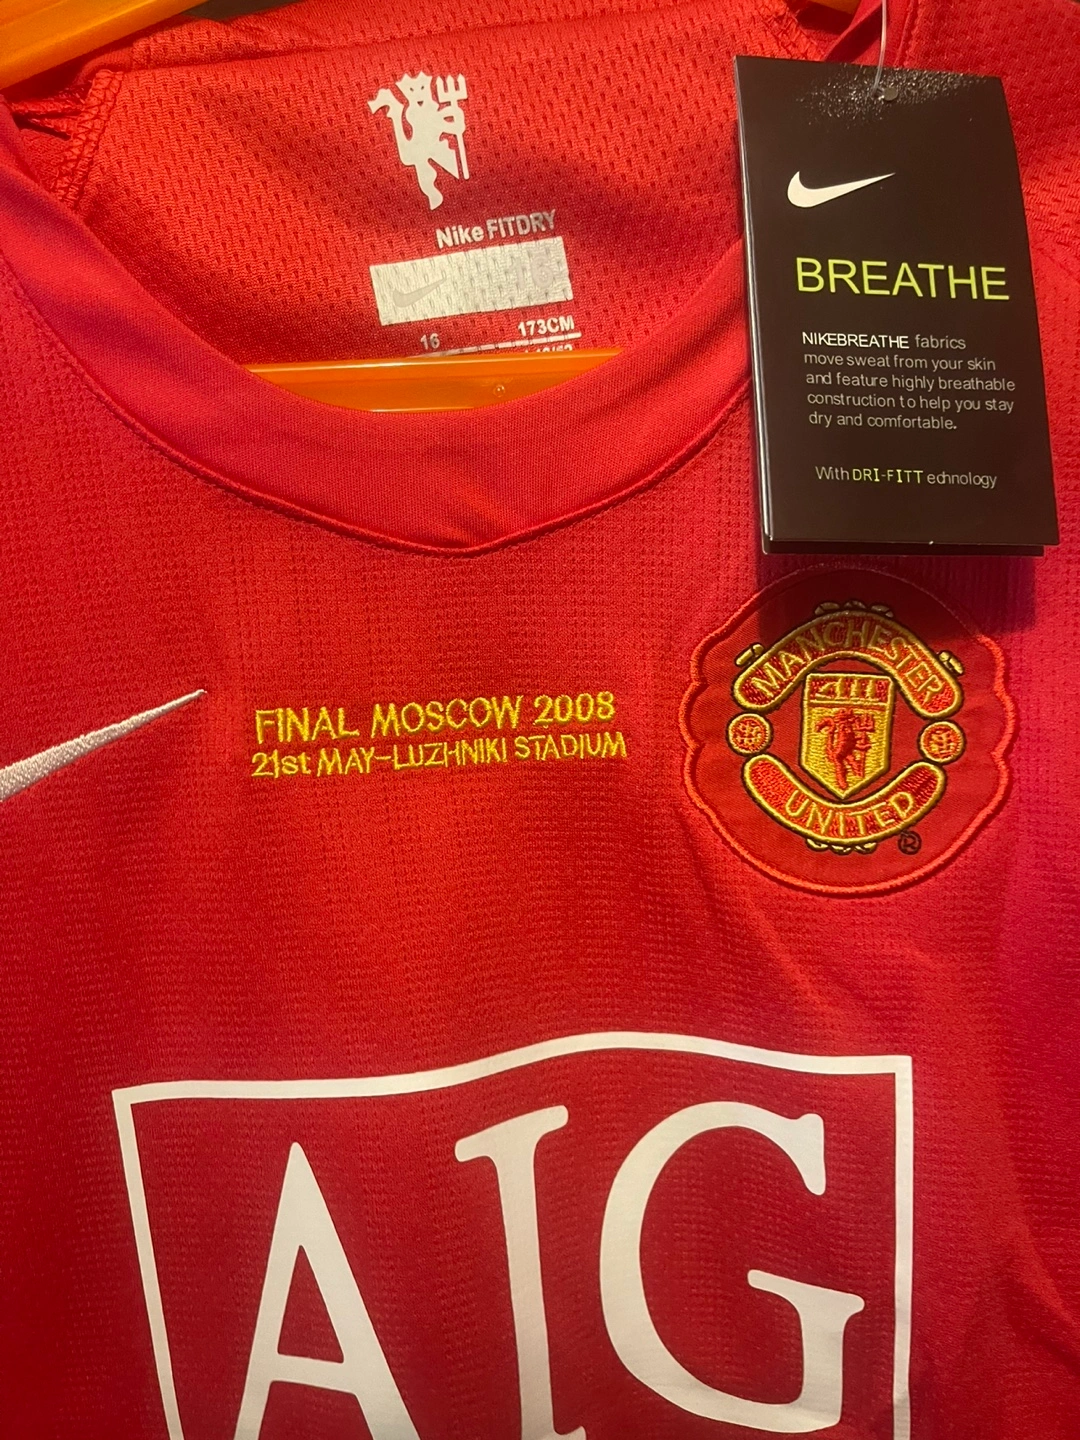 Nike FITDRY
16 173CM
BREATHE
NIKEBREATHE fabrics
move sweat from your skin
and feature highly breathable
construction to help you stay
dry and comfortable.
With DRI-FITT echnology
MANCHESTER
UNITED
®
FINAL MOSCOW 2008
21st MAY-LUZHNIKI STADIUM
AIG